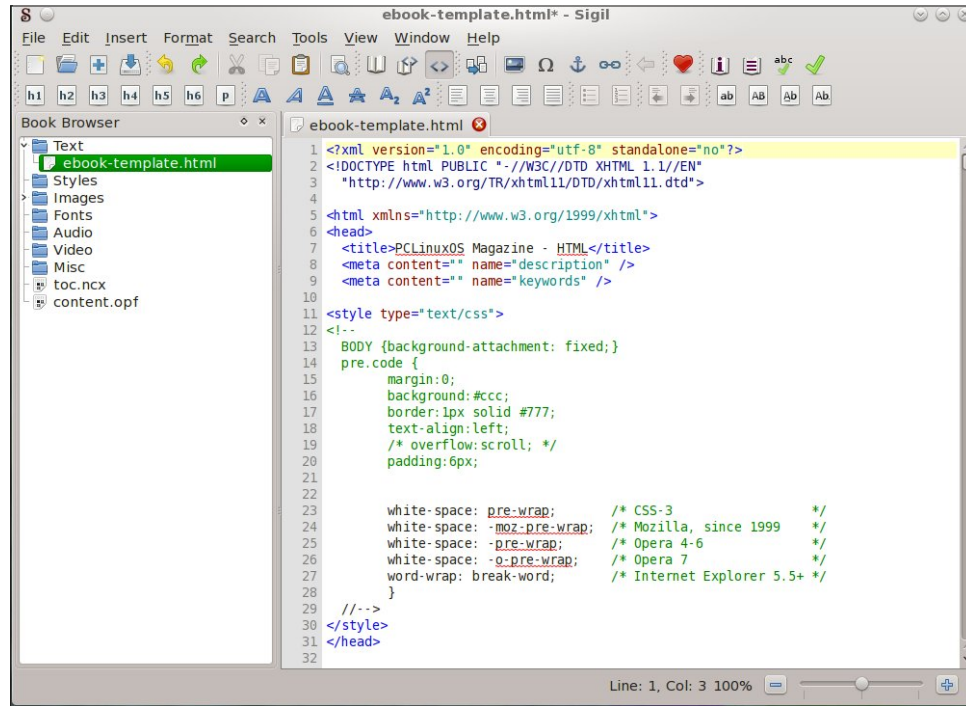 ebook-template.html* - Sigil
File Edit Insert Format Search Tools View Window Help
h1 h2 h3 h4 h5 h6 P A A A A A₂ A² ab AB Ab Ab
abc
Book Browser
ebook-template.html
Text
ebook-template.html
Styles
Images
Fonts
Audio
Video
Misc
toc.ncx
content.opf
1 <?xml version="1.0" encoding="utf-8" standalone="no"?>
2 <!DOCTYPE html PUBLIC "-//W3C//DTD XHTML 1.1//EN"
3 "http://www.w3.org/TR/xhtml11/DTD/xhtml11.dtd">
4
5 <html xmlns="http://www.w3.org/1999/xhtml">
6 <head>
7 <title>PCLinuxOS Magazine - HTML</title>
8 <meta content="" name="description" />
9 <meta content="" name="keywords" />
10
11 <style type="text/css">
12 <!--
13 BODY {background-attachment: fixed;}
14 pre.code {
15 margin:0;
16 background:#ccc;
17 border:1px solid #777;
18 text-align:left;
19 /* overflow:scroll; */
20 padding:6px;
21
22
23 white-space: pre-wrap; /* CSS-3 */
24 white-space: -moz-pre-wrap; /* Mozilla, since 1999 */
25 white-space: -pre-wrap; /* Opera 4-6 */
26 white-space: -o-pre-wrap; /* Opera 7 */
27 word-wrap: break-word; /* Internet Explorer 5.5+ */
28 }
29 //-->
30 </style>
31 </head>
32
Line: 1, Col: 3 100%